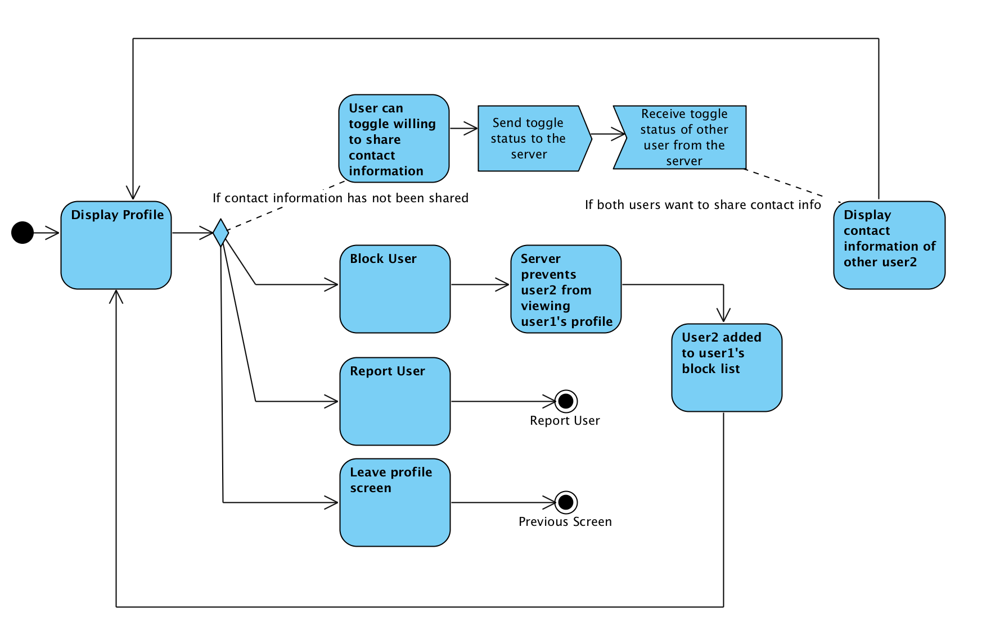 User can
toggle willing
to share
contact
information
Send toggle
status to the
server
Receive toggle
status of other
user from the
server
If contact information has not been shared
If both users want to share contact info
Display Profile
Display
contact
information of
other user2
Block User
Server
prevents
user2 from
viewing
user1's profile
User2 added
to user1's
block list
Report User
Report User
Leave profile
screen
Previous Screen